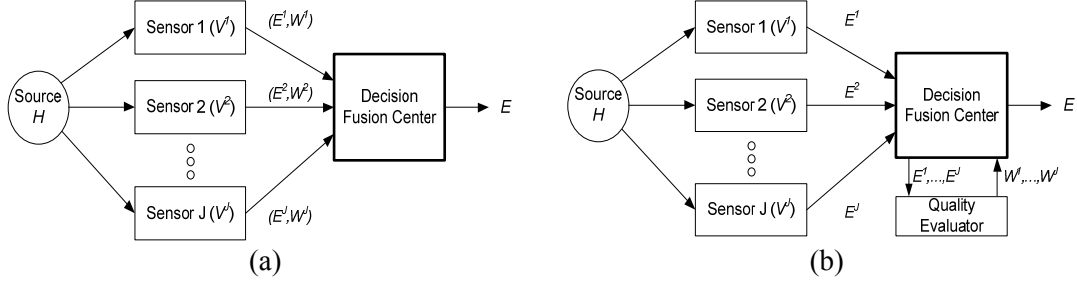 Source
H
Sensor 1 (V¹)
Sensor 2 (V²)
Sensor J (Vᴶ)
(E¹,W¹)
(E²,W²)
(Eᴶ,Wᴶ)
Decision
Fusion Center
E
(a)
Source
H
Sensor 1 (V¹)
Sensor 2 (V²)
Sensor J (Vᴶ)
E¹
E²
Eᴶ
Decision
Fusion Center
E
E¹,...,Eᴶ
W¹,...,Wᴶ
Quality
Evaluator
(b)